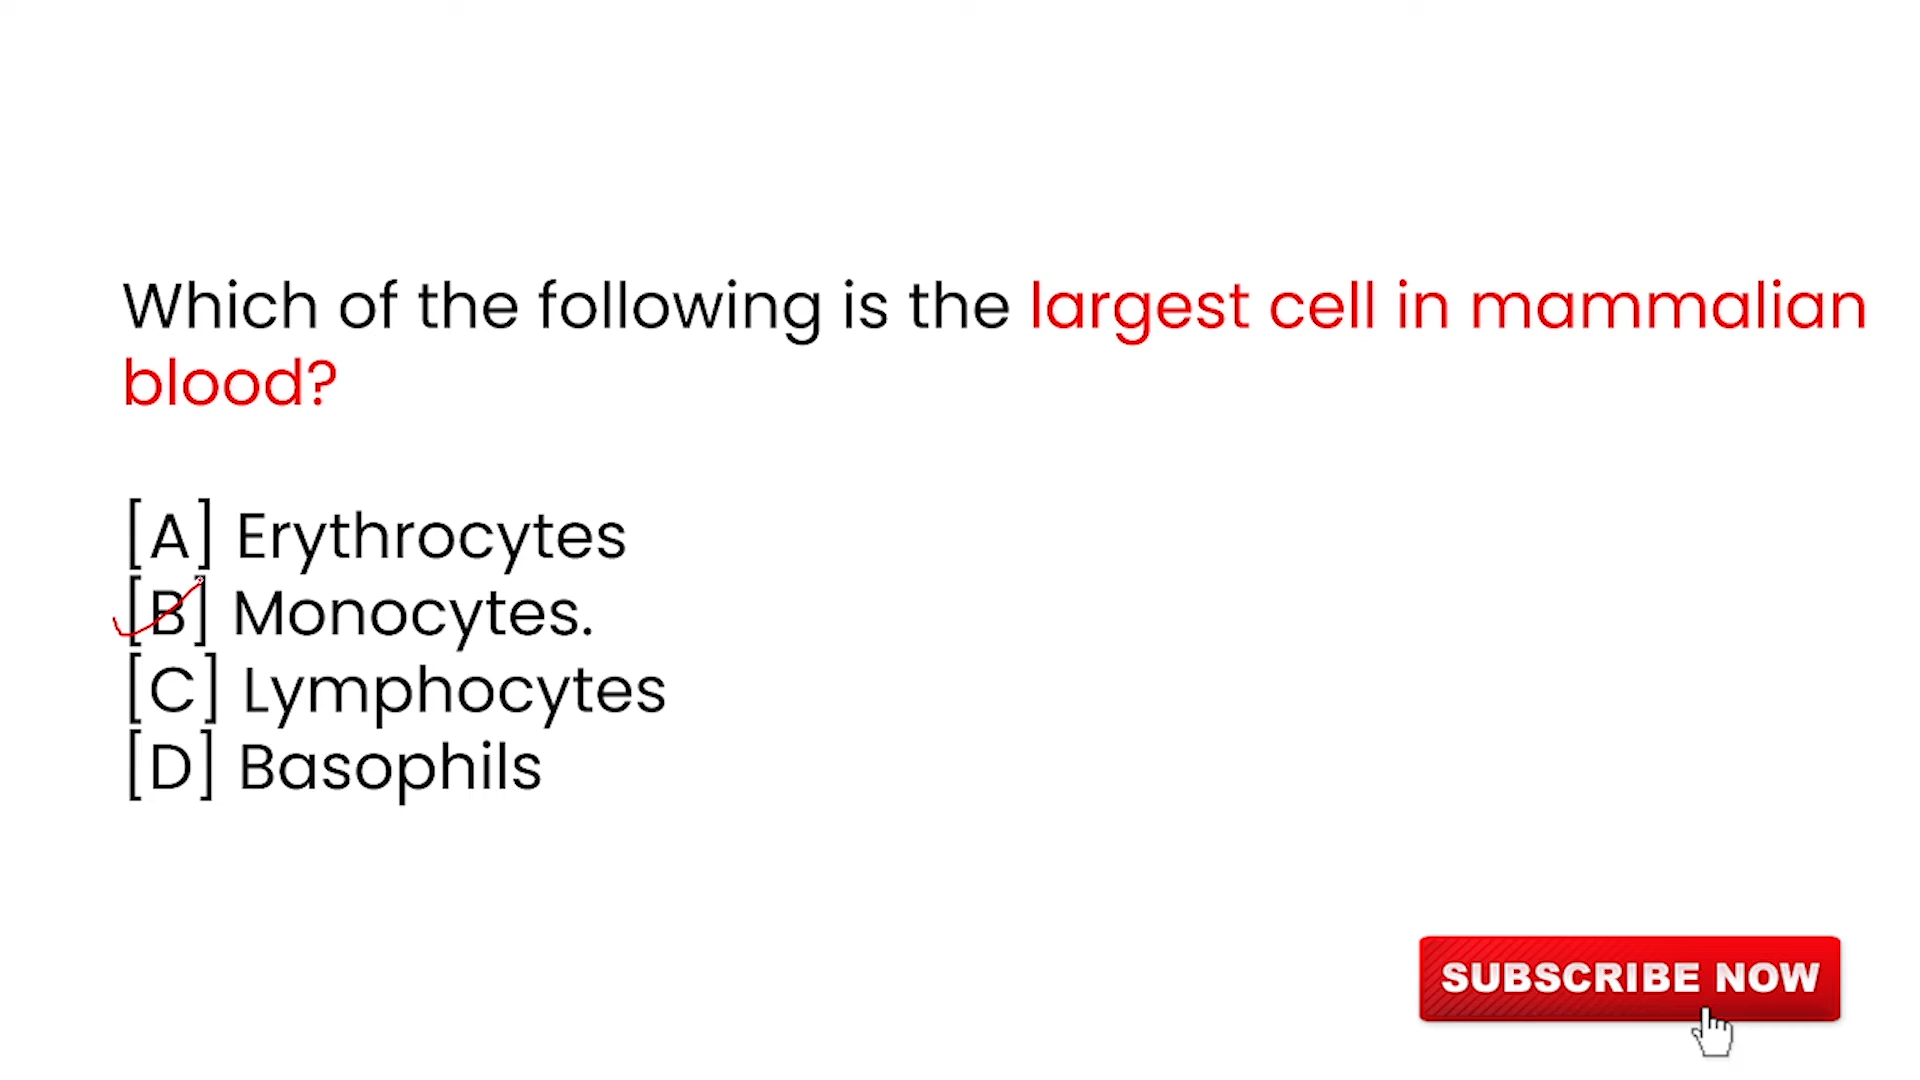 Which of the following is the largest cell in mammalian
blood?
[A] Erythrocytes
[B] Monocytes.
[C] Lymphocytes
[D] Basophils
SUBSCRIBE NOW